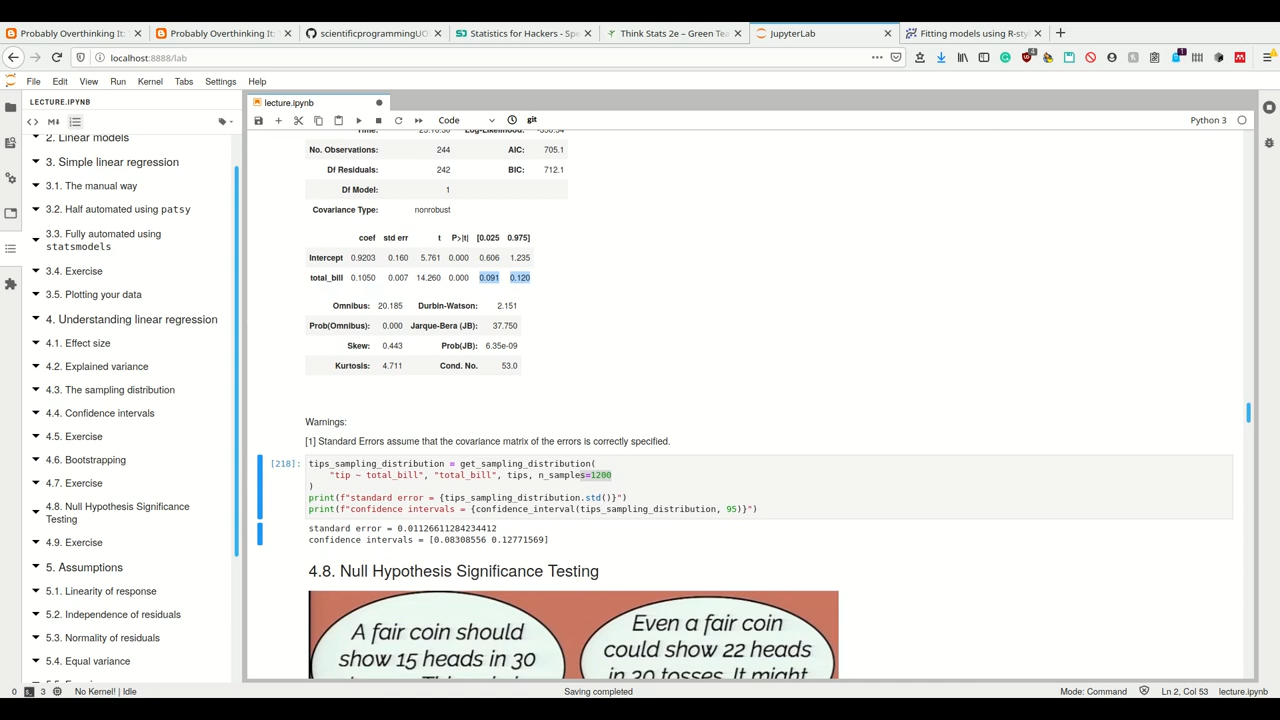 Probably Overthinking It:
Probably Overthinking It:
scientificprogrammingUO
Statistics for Hackers - Spe
Think Stats 2e – Green Tea
JupyterLab
Fitting models using R-styl
localhost:8888/lab
File Edit View Run Kernel Tabs Settings Help
LECTURE.IPYNB
2. Linear models
3. Simple linear regression
3.1. The manual way
3.2. Half automated using patsy
3.3. Fully automated using
statsmodels
3.4. Exercise
3.5. Plotting your data
4. Understanding linear regression
4.1. Effect size
4.2. Explained variance
4.3. The sampling distribution
4.4. Confidence intervals
4.5. Exercise
4.6. Bootstrapping
4.7. Exercise
4.8. Null Hypothesis Significance
Testing
4.9. Exercise
5. Assumptions
5.1. Linearity of response
5.2. Independence of residuals
5.3. Normality of residuals
5.4. Equal variance
lecture.ipynb
Code git Python 3
No. Observations: 244 AIC: 705.1
Df Residuals: 242 BIC: 712.1
Df Model: 1
Covariance Type: nonrobust
coef std err t P>|t| [0.025 0.975]
Intercept 0.9203 0.160 5.761 0.000 0.606 1.235
total_bill 0.1050 0.007 14.260 0.000 0.091 0.120
Omnibus: 20.185 Durbin-Watson: 2.151
Prob(Omnibus): 0.000 Jarque-Bera (JB): 37.750
Skew: 0.443 Prob(JB): 6.35e-09
Kurtosis: 4.711 Cond. No. 53.0
Warnings:
[1] Standard Errors assume that the covariance matrix of the errors is correctly specified.
[218]: tips_sampling_distribution = get_sampling_distribution(
"tip ~ total_bill", "total_bill", tips, n_samples=1200
)
print(f"standard error = {tips_sampling_distribution.std()}")
print(f"confidence intervals = {confidence_interval(tips_sampling_distribution, 95)}")
standard error = 0.01126611284234412
confidence intervals = [0.08308556 0.12771569]
4.8. Null Hypothesis Significance Testing
A fair coin should
show 15 heads in 30
Even a fair coin
could show 22 heads
in 30 tosses. It might
0 3 No Kernel! | Idle Saving completed Mode: Command Ln 2, Col 53 lecture.ipynb